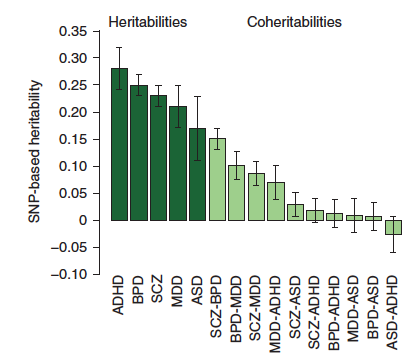 Heritabilities
Coheritabilities
SNP-based heritability
0.35
0.30
0.25
0.20
0.15
0.10
0.05
0
−0.05
−0.10
ADHD
BPD
SCZ
MDD
ASD
SCZ-BPD
BPD-MDD
SCZ-MDD
MDD-ADHD
SCZ-ASD
SCZ-ADHD
BPD-ADHD
MDD-ASD
BPD-ASD
ASD-ADHD